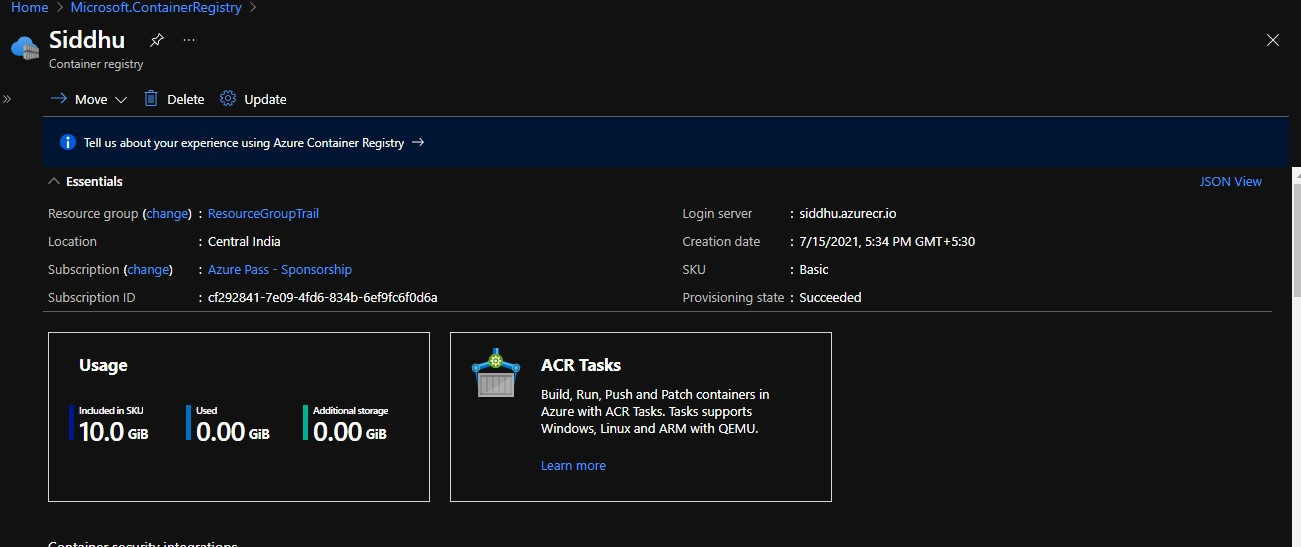 Home > Microsoft.ContainerRegistry >
Siddhu
Container registry
Move
Delete
Update
Tell us about your experience using Azure Container Registry →
Essentials
JSON View
Resource group (change) : ResourceGroupTrail
Location : Central India
Subscription (change) : Azure Pass - Sponsorship
Subscription ID : cf292841-7e09-4fd6-834b-6ef9fc6f0d6a
Login server : siddhu.azurecr.io
Creation date : 7/15/2021, 5:34 PM GMT+5:30
SKU : Basic
Provisioning state : Succeeded
Usage
Included in SKU
10.0 GiB
Used
0.00 GiB
Additional storage
0.00 GiB
ACR Tasks
Build, Run, Push and Patch containers in
Azure with ACR Tasks. Tasks supports
Windows, Linux and ARM with QEMU.
Learn more
Container security integrations